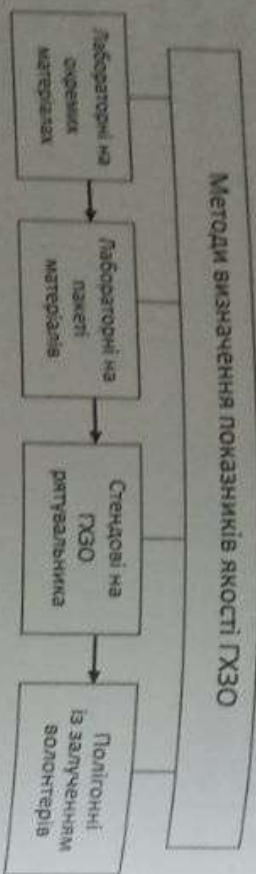 Методи визначення показників якості ГХЗО
Лабораторні на
окремих
матеріалах
Лабораторні на
пакеті
матеріалів
Стендові на
ГХЗО
рятувальника
Полігонні
із залученням
волонтерів